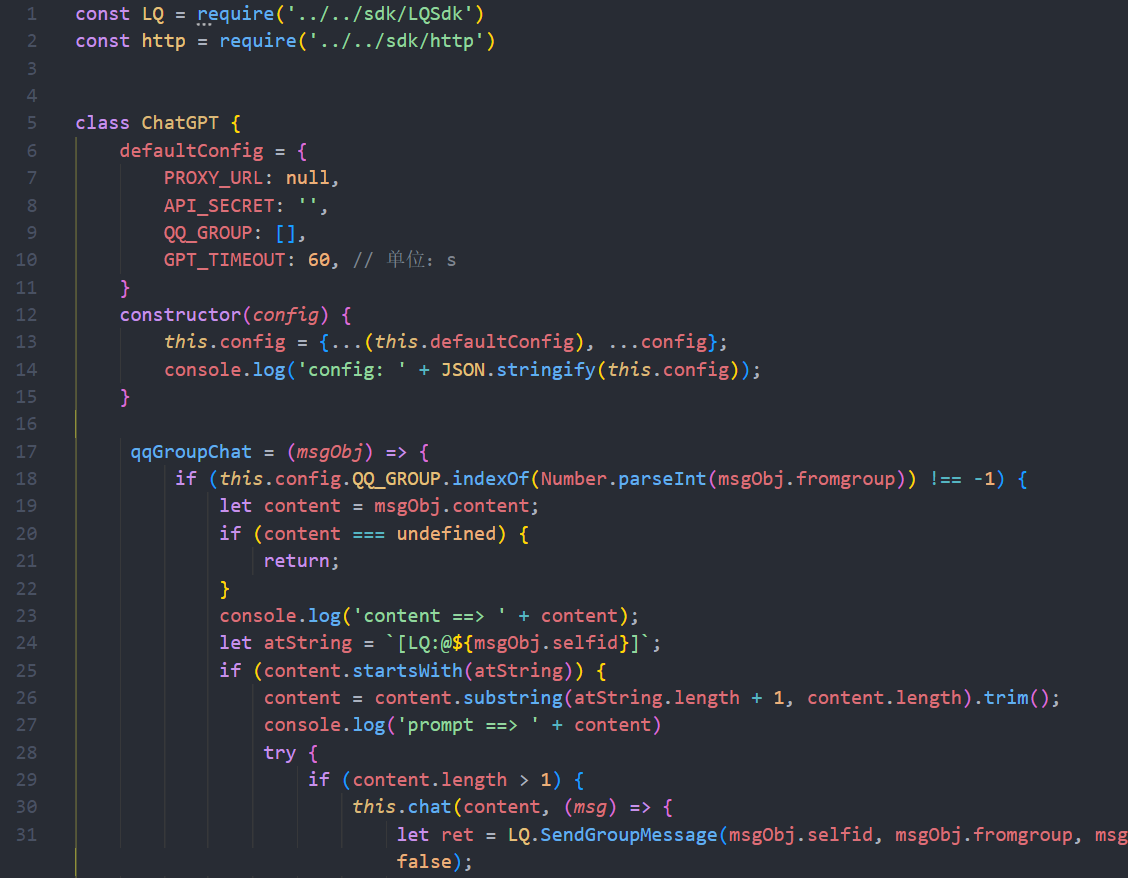 1 const LQ = require('../../sdk/LQSdk')
2 const http = require('../../sdk/http')
3
4
5 class ChatGPT {
6     defaultConfig = {
7         PROXY_URL: null,
8         API_SECRET: '',
9         QQ_GROUP: [],
10         GPT_TIMEOUT: 60, // 单位: s
11     }
12     constructor(config) {
13         this.config = {...(this.defaultConfig), ...config};
14         console.log('config: ' + JSON.stringify(this.config));
15     }
16
17      qqGroupChat = (msgObj) => {
18          if (this.config.QQ_GROUP.indexOf(Number.parseInt(msgObj.fromgroup)) !== -1) {
19              let content = msgObj.content;
20              if (content === undefined) {
21                  return;
22              }
23              console.log('content ==> ' + content);
24              let atString = `[LQ:@${msgObj.selfid}]`;
25              if (content.startsWith(atString)) {
26                  content = content.substring(atString.length + 1, content.length).trim();
27                  console.log('prompt ==> ' + content)
28                  try {
29                      if (content.length > 1) {
30                          this.chat(content, (msg) => {
31                              let ret = LQ.SendGroupMessage(msgObj.selfid, msgObj.fromgroup, msg
                              false);